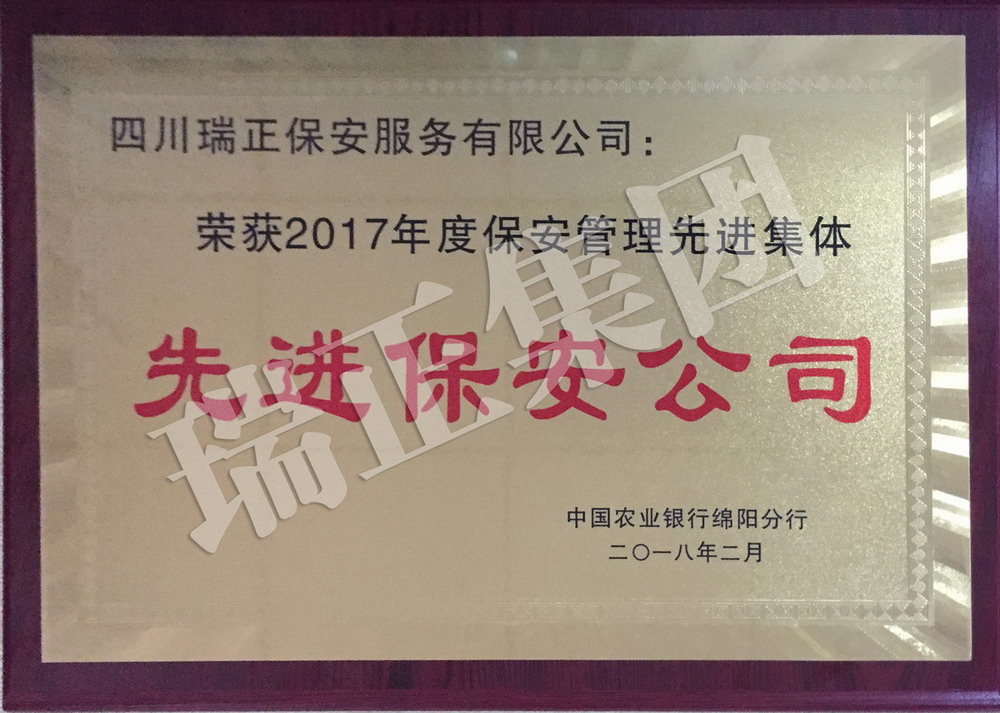 四川瑞正保安服务有限公司：
荣获2017年度保安管理先进集体
先进保安公司
中国农业银行绵阳分行
二〇一八年二月
瑞正集团